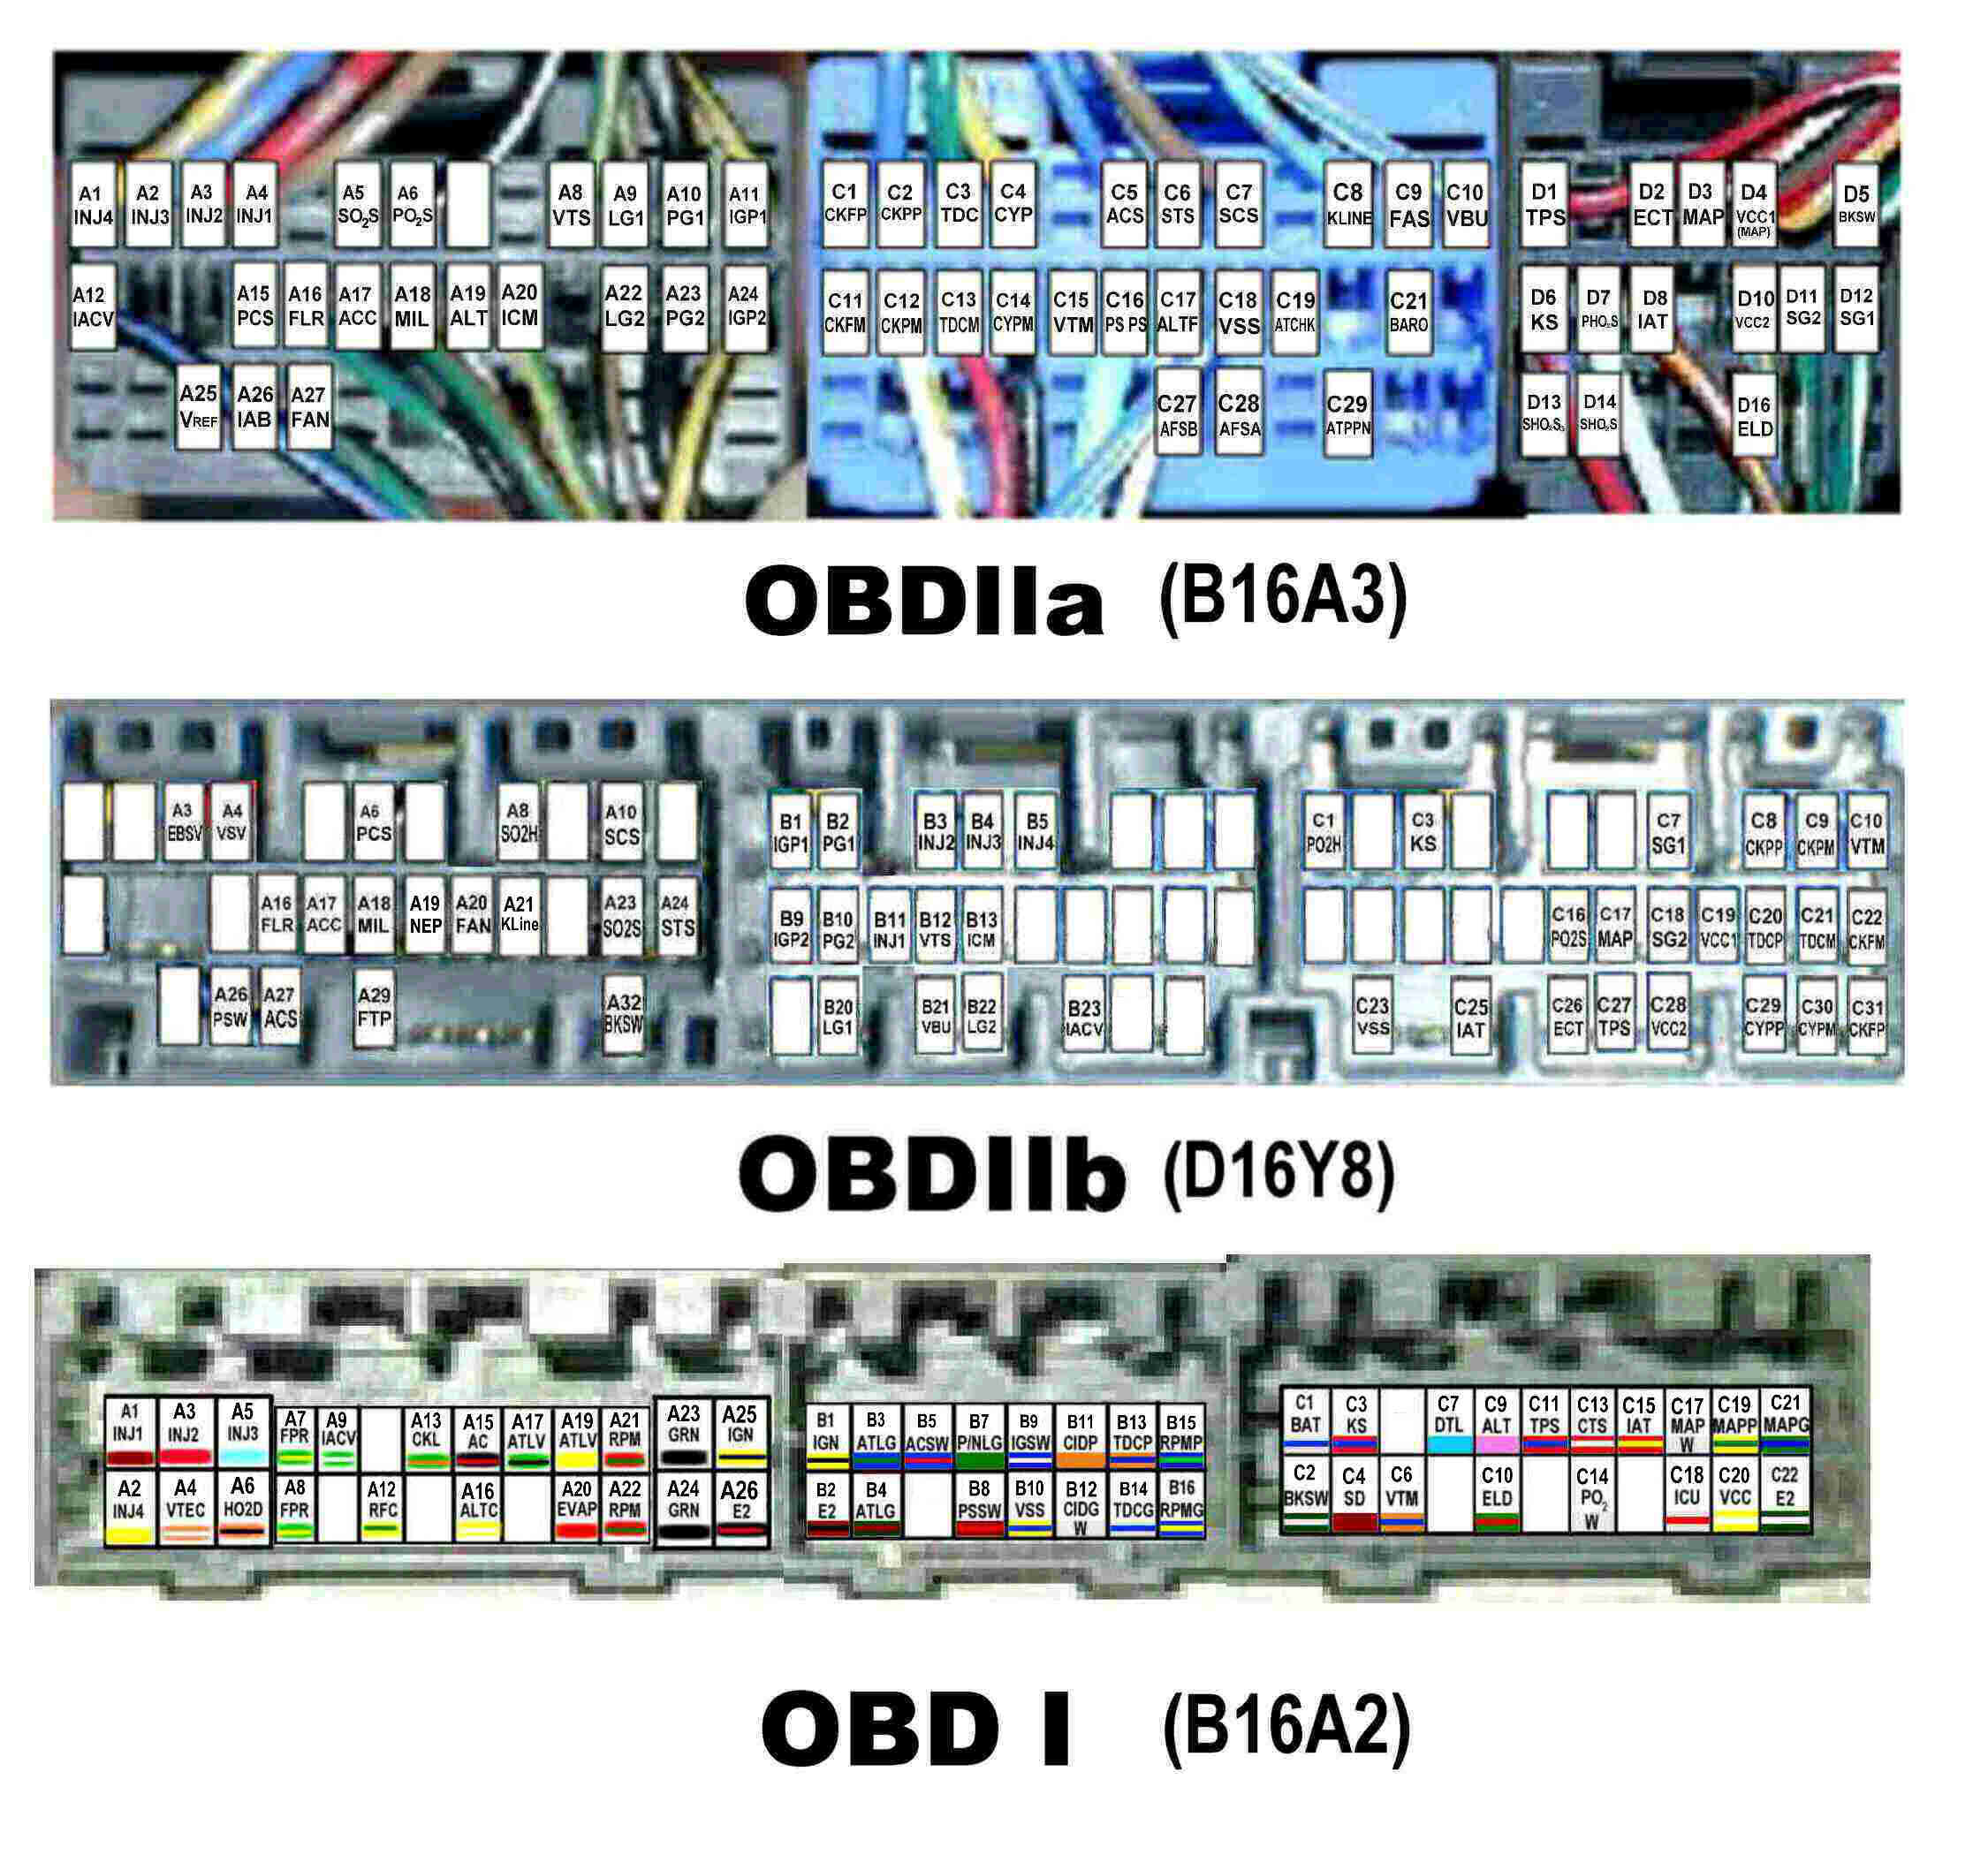 A1 A2 A3 A4 A5 A6 A8 A9 A10 A11
INJ4 INJ3 INJ2 INJ1 SO2S PO2S VTS LG1 PG1 IGP1
A12 A15 A16 A17 A18 A19 A20 A22 A23 A24
IACV PCS FLR ACC MIL ALT ICM LG2 PG2 IGP2
A25 A26 A27
VREF IAB FAN
C1 C2 C3 C4 C5 C6 C7 C8 C9 C10
CKFP CKPP TDC CYP ACS STS SCS KLINE FAS VBU
C11 C12 C13 C14 C15 C16 C17 C18 C19 C21
CKFM CKPM TDCM CYPM VTM PS PS ALTF VSS ATCHK BARO
C27 C28 C29
AFSB AFSA ATPPN
D1 D2 D3 D4 D5
TPS ECT MAP VCC1 BKSW
(MAP)
D6 D7 D8 D10 D11 D12
KS PHO2S IAT VCC2 SG2 SG1
D13 D14 D16
SHO2S ELD
OBDIIa (B16A3)
A3 A4 A6 A8 A10
EBSV VSV PCS SO2H SCS
A16 A17 A18 A19 A20 A21 A23 A24
FLR ACC MIL NEP FAN KLine SO2S STS
A26 A27 A29 A32
PSW ACS FTP BKSW
B1 B2 B3 B4 B5
IGP1 PG1 INJ2 INJ3 INJ4
B9 B10 B11 B12 B13
IGP2 PG2 INJ1 VTS ICM
B20 B21 B22 B23
LG1 VBU LG2 IACV
C1 C3 C7 C8 C9 C10
PO2H KS SG1 CKPP CKPM VTM
C16 C17 C18 C19 C20 C21 C22
PO2S MAP SG2 VCC1 TDCP TDCM CKFM
C23 C25 C26 C27 C28 C29 C30 C31
VSS IAT ECT TPS VCC2 CYPP CYPM CKFP
OBDIIb (D16Y8)
A1 A3 A5 A7 A9 A13 A15 A17 A19 A21 A23 A25
INJ1 INJ2 INJ3 FPR IACV CKL AC ATLV ATLV RPM GRN IGN
A2 A4 A6 A8 A12 A16 A20 A22 A24 A26
INJ4 VTEC HO2D FPR RFC ALTC EVAP RPM GRN E2
B1 B3 B5 B7 B9 B11 B13 B15
IGN ATLG ACSW P/NLG IGSW CIDP TDCP RPMP
B2 B4 B8 B10 B12 B14 B16
E2 ATLG PSSW VSS CIDG TDCG RPMG
W
C1 C3 C7 C9 C11 C13 C15 C17 C19 C21
BAT KS DTL ALT TPS CTS IAT MAP MAPP MAPG
W
C2 C4 C6 C10 C14 C18 C20 C22
BKSW SD VTM ELD PO2 ICU VCC E2
W
OBD I (B16A2)